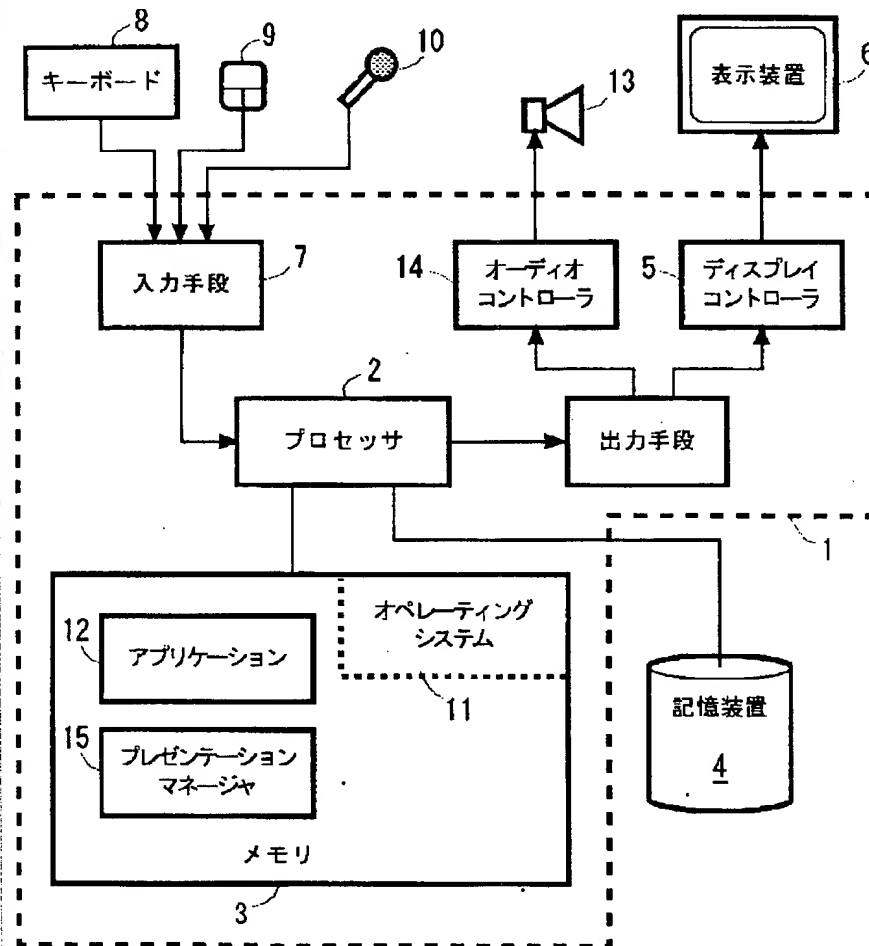 8
9
10
キーボード
13
表示装置
6
入力手段
7
14
オーディオ
コントローラ
5
ディスプレイ
コントローラ
2
プロセッサ
出力手段
1
オペレーティング
システム
11
12
アプリケーション
15
プレゼンテーション
マネージャ
メモリ
3
記憶装置
4